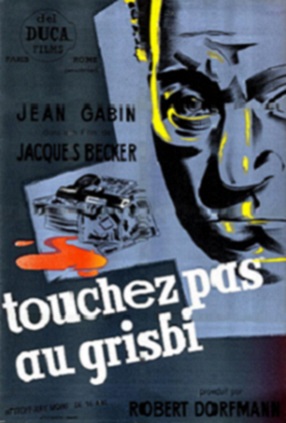 del
DUCA
FILMS
PARIS ROME
JEAN GABIN
JACQUES BECKER
touchez pas
au grisbi
produit par
ROBERT DORFMANN